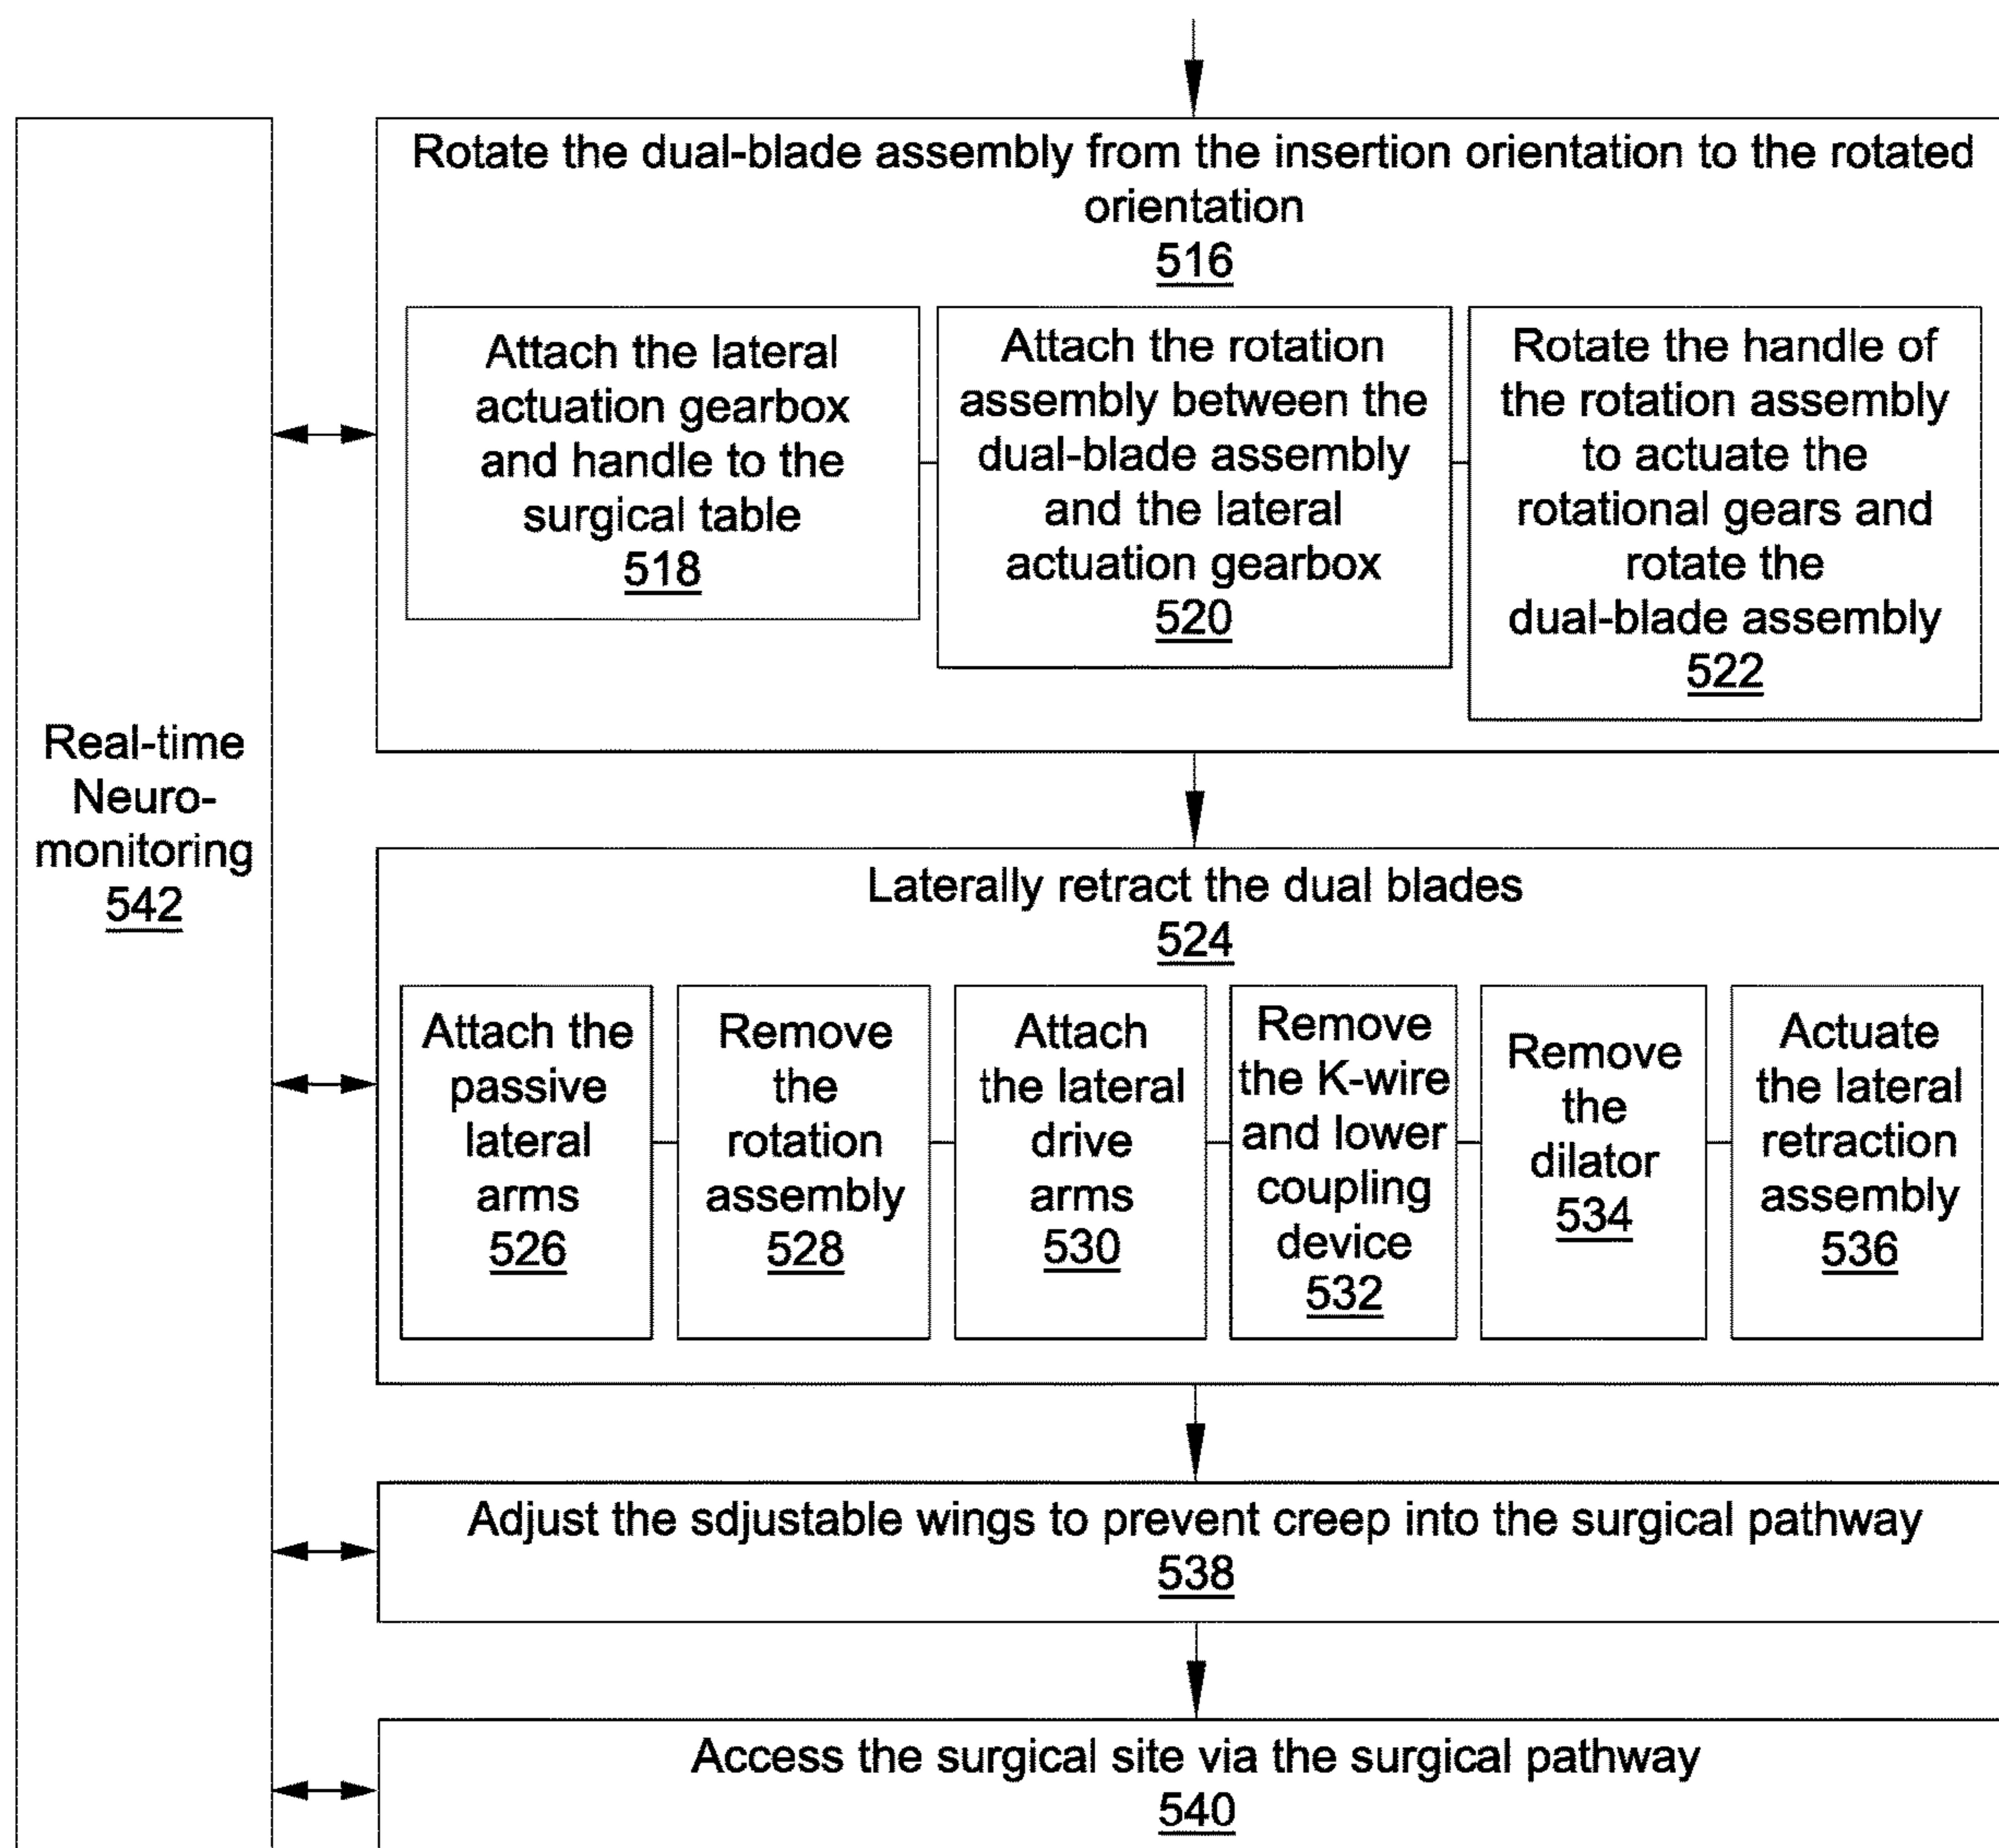 Rotate the dual-blade assembly from the insertion orientation to the rotated
orientation
516
Attach the lateral
actuation gearbox
and handle to the
surgical table
518
Attach the rotation
assembly between the
dual-blade assembly
and the lateral
actuation gearbox
520
Rotate the handle of
the rotation assembly
to actuate the
rotational gears and
rotate the
dual-blade assembly
522
Real-time
Neuro-
monitoring
542
Laterally retract the dual blades
524
Attach the
passive
lateral
arms
526
Remove
the
rotation
assembly
528
Attach
the lateral
drive
arms
530
Remove
the K-wire
and lower
coupling
device
532
Remove
the
dilator
534
Actuate
the lateral
retraction
assembly
536
Adjust the sdjustable wings to prevent creep into the surgical pathway
538
Access the surgical site via the surgical pathway
540